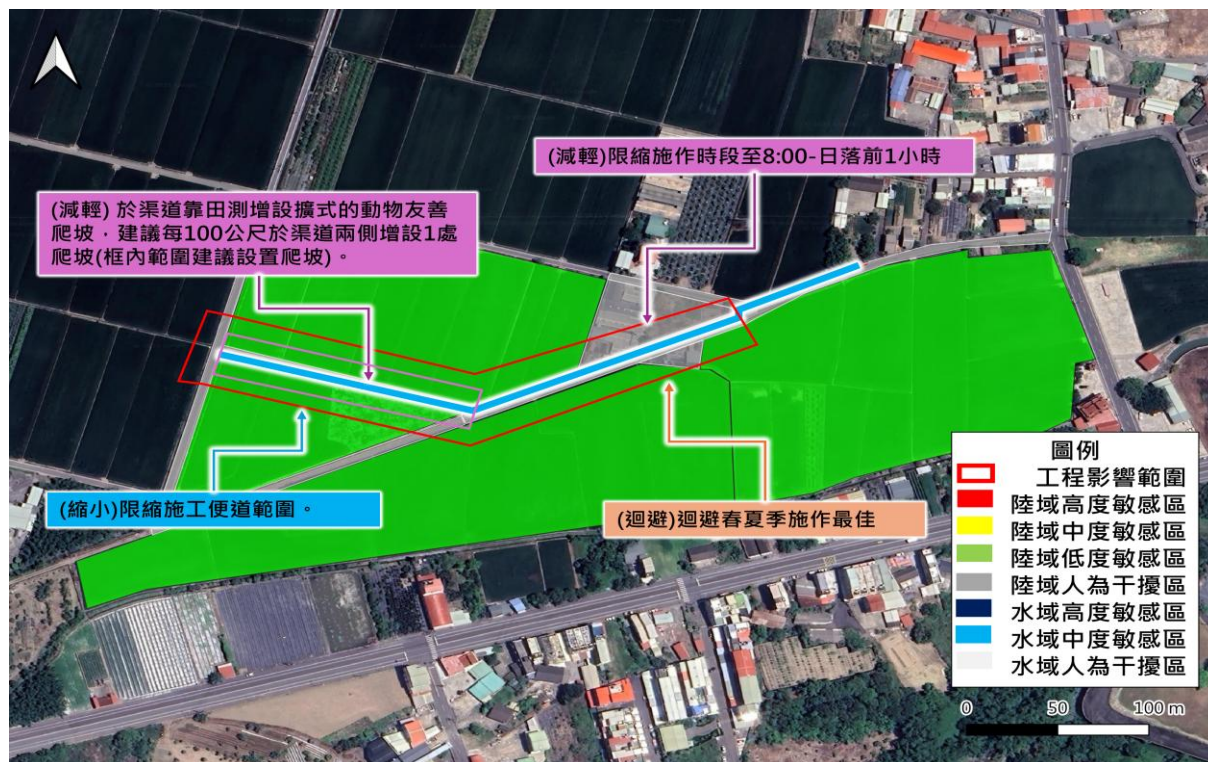 (減輕)限縮施作時段至8:00-日落前1小時
(減輕) 於渠道靠田測增設擴式的動物友善
爬坡，建議每100公尺於渠道兩側增設1處
爬坡(框內範圍建議設置爬坡)。
(縮小)限縮施工便道範圍。
(迴避)迴避春夏季施作最佳
圖例
工程影響範圍
陸域高度敏感區
陸域中度敏感區
陸域低度敏感區
陸域人為干擾區
水域高度敏感區
水域中度敏感區
水域人為干擾區
0 50 100 m